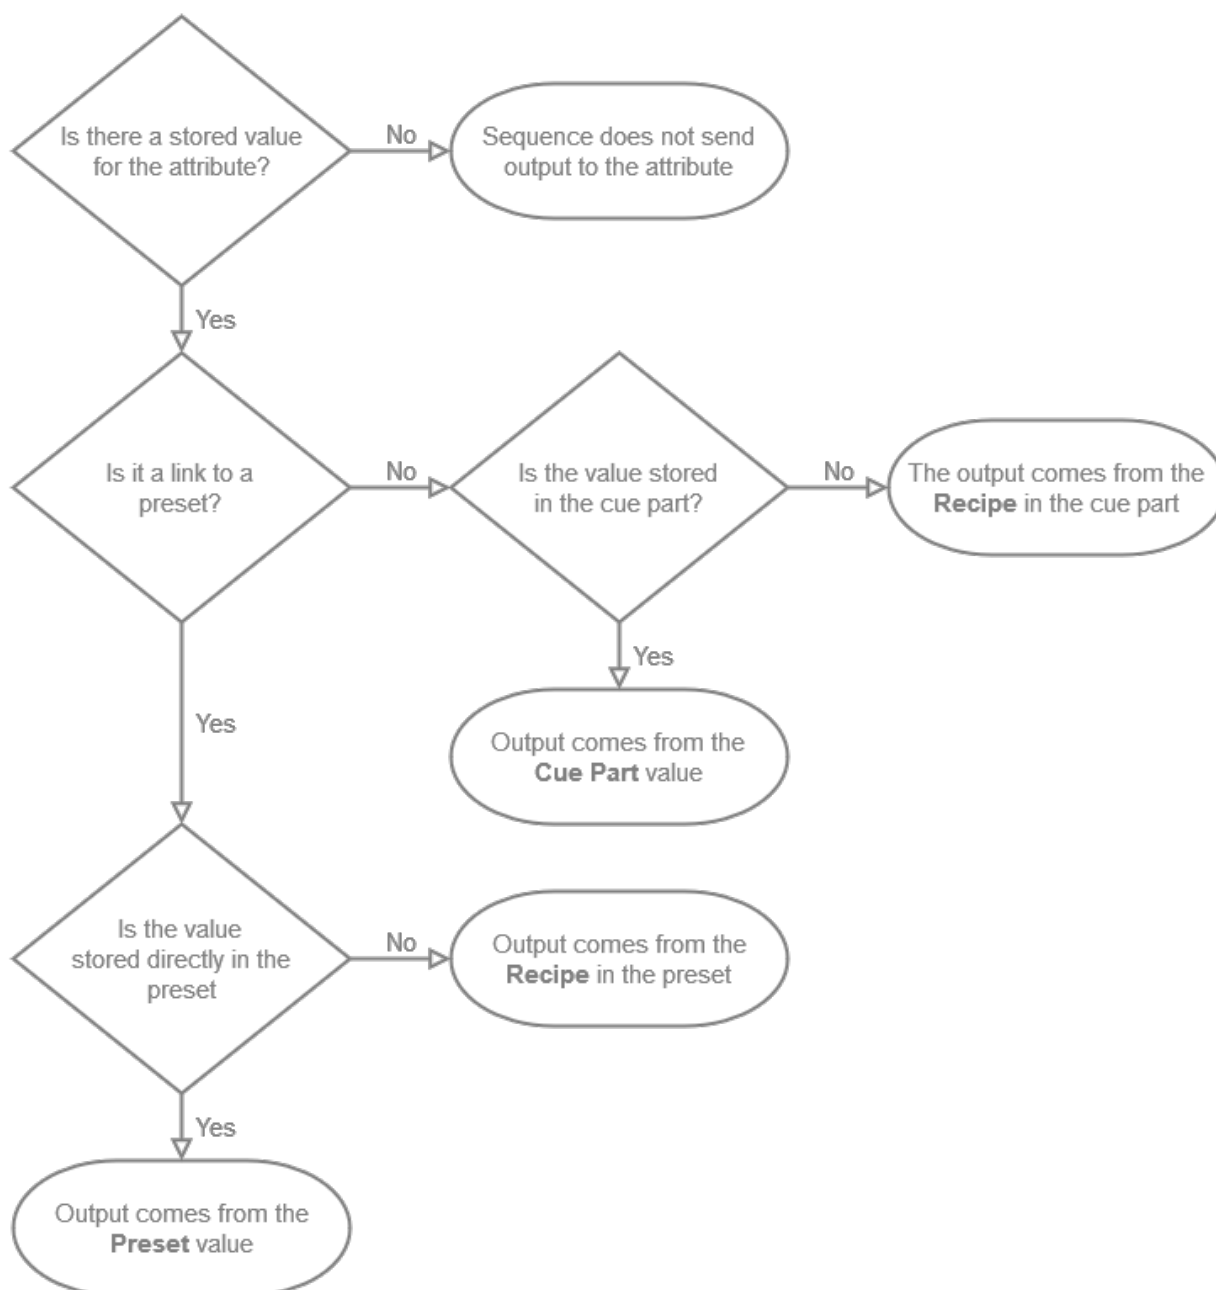 Is there a stored value
for the attribute?
No
Sequence does not send
output to the attribute
Yes
Is it a link to a
preset?
No
Is the value stored
in the cue part?
No
The output comes from the
Recipe in the cue part
Yes
Output comes from the
Cue Part value
Yes
Is the value
stored directly in the
preset
No
Output comes from the
Recipe in the preset
Yes
Output comes from the
Preset value